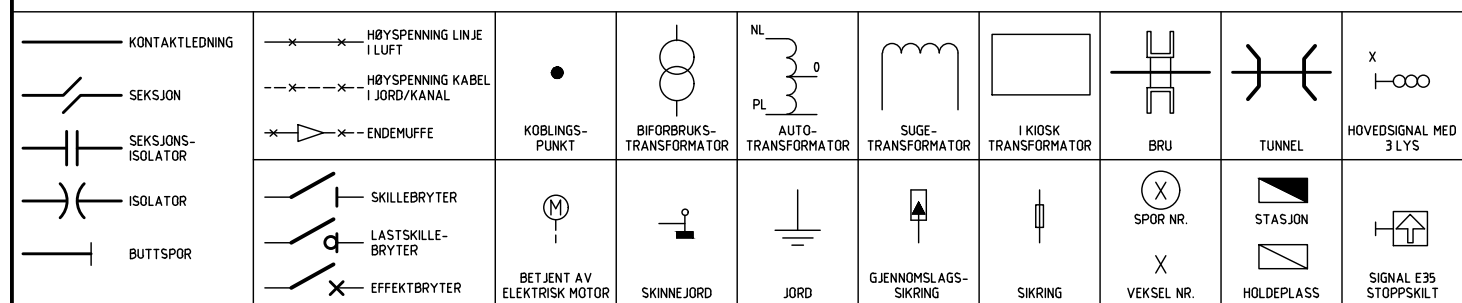 KONTAKTLEDNING
SEKSJON
SEKSJONS-
ISOLATOR
ISOLATOR
BUTTSPOR
HØYSPENNING LINJE
I LUFT
HØYSPENNING KABEL
I JORD/KANAL
ENDEMUFFE
KOBLINGS-
PUNKT
BIFORBRUKS-
TRANSFORMATOR
NL
0
PL
AUTO-
TRANSFORMATOR
SUGE-
TRANSFORMATOR
I KIOSK
TRANSFORMATOR
BRU
TUNNEL
X
HOVEDSIGNAL MED
3 LYS
SKILLEBRYTER
LASTSKILLE-
BRYTER
EFFEKTBRYTER
M
BETJENT AV
ELEKTRISK MOTOR
SKINNEJORD
JORD
GJENNOMSLAGS-
SIKRING
SIKRING
X
SPOR NR.
X
VEKSEL NR.
STASJON
HOLDEPLASS
SIGNAL E35
STOPPSKILT